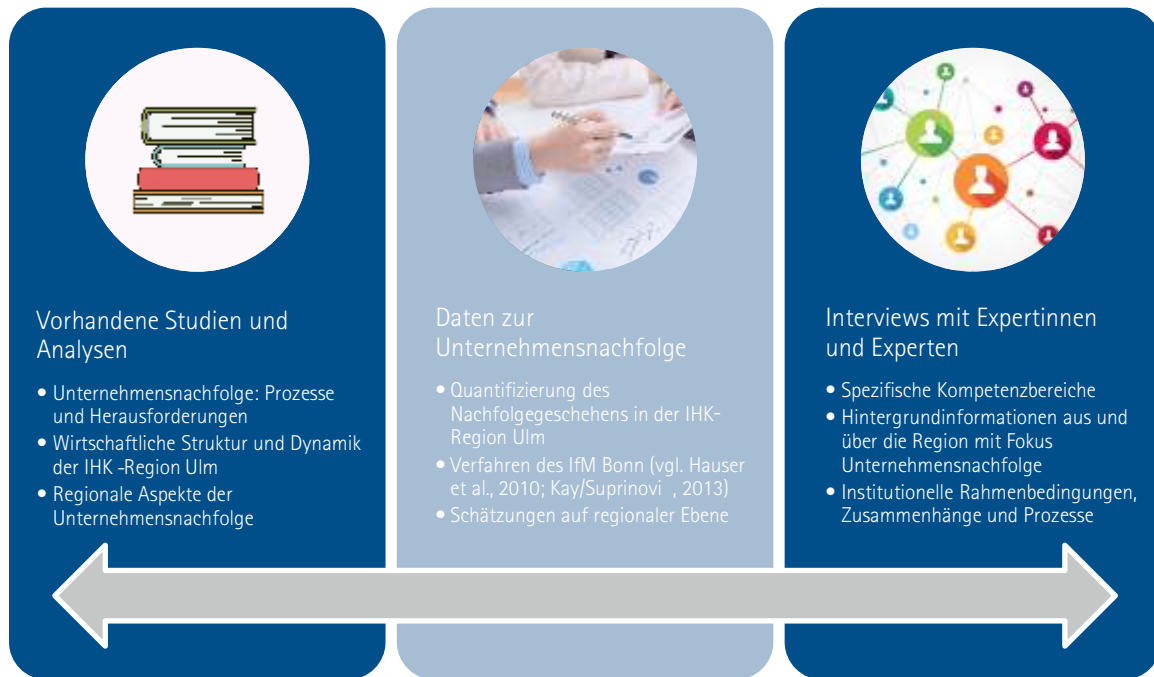 Vorhandene Studien und
Analysen
• Unternehmensnachfolge: Prozesse
und Herausforderungen
• Wirtschaftliche Struktur und Dynamik
der IHK -Region Ulm
• Regionale Aspekte der
Unternehmensnachfolge
Daten zur
Unternehmensnachfolge
• Quantifizierung des
Nachfolgegeschehens in der IHK-
Region Ulm
• Verfahren des IfM Bonn (vgl. Hauser
et al., 2010; Kay/Suprinovi , 2013)
• Schätzungen auf regionaler Ebene
Interviews mit Expertinnen
und Experten
• Spezifische Kompetenzbereiche
• Hintergrundinformationen aus und
über die Region mit Fokus
Unternehmensnachfolge
• Institutionelle Rahmenbedingungen,
Zusammenhänge und Prozesse